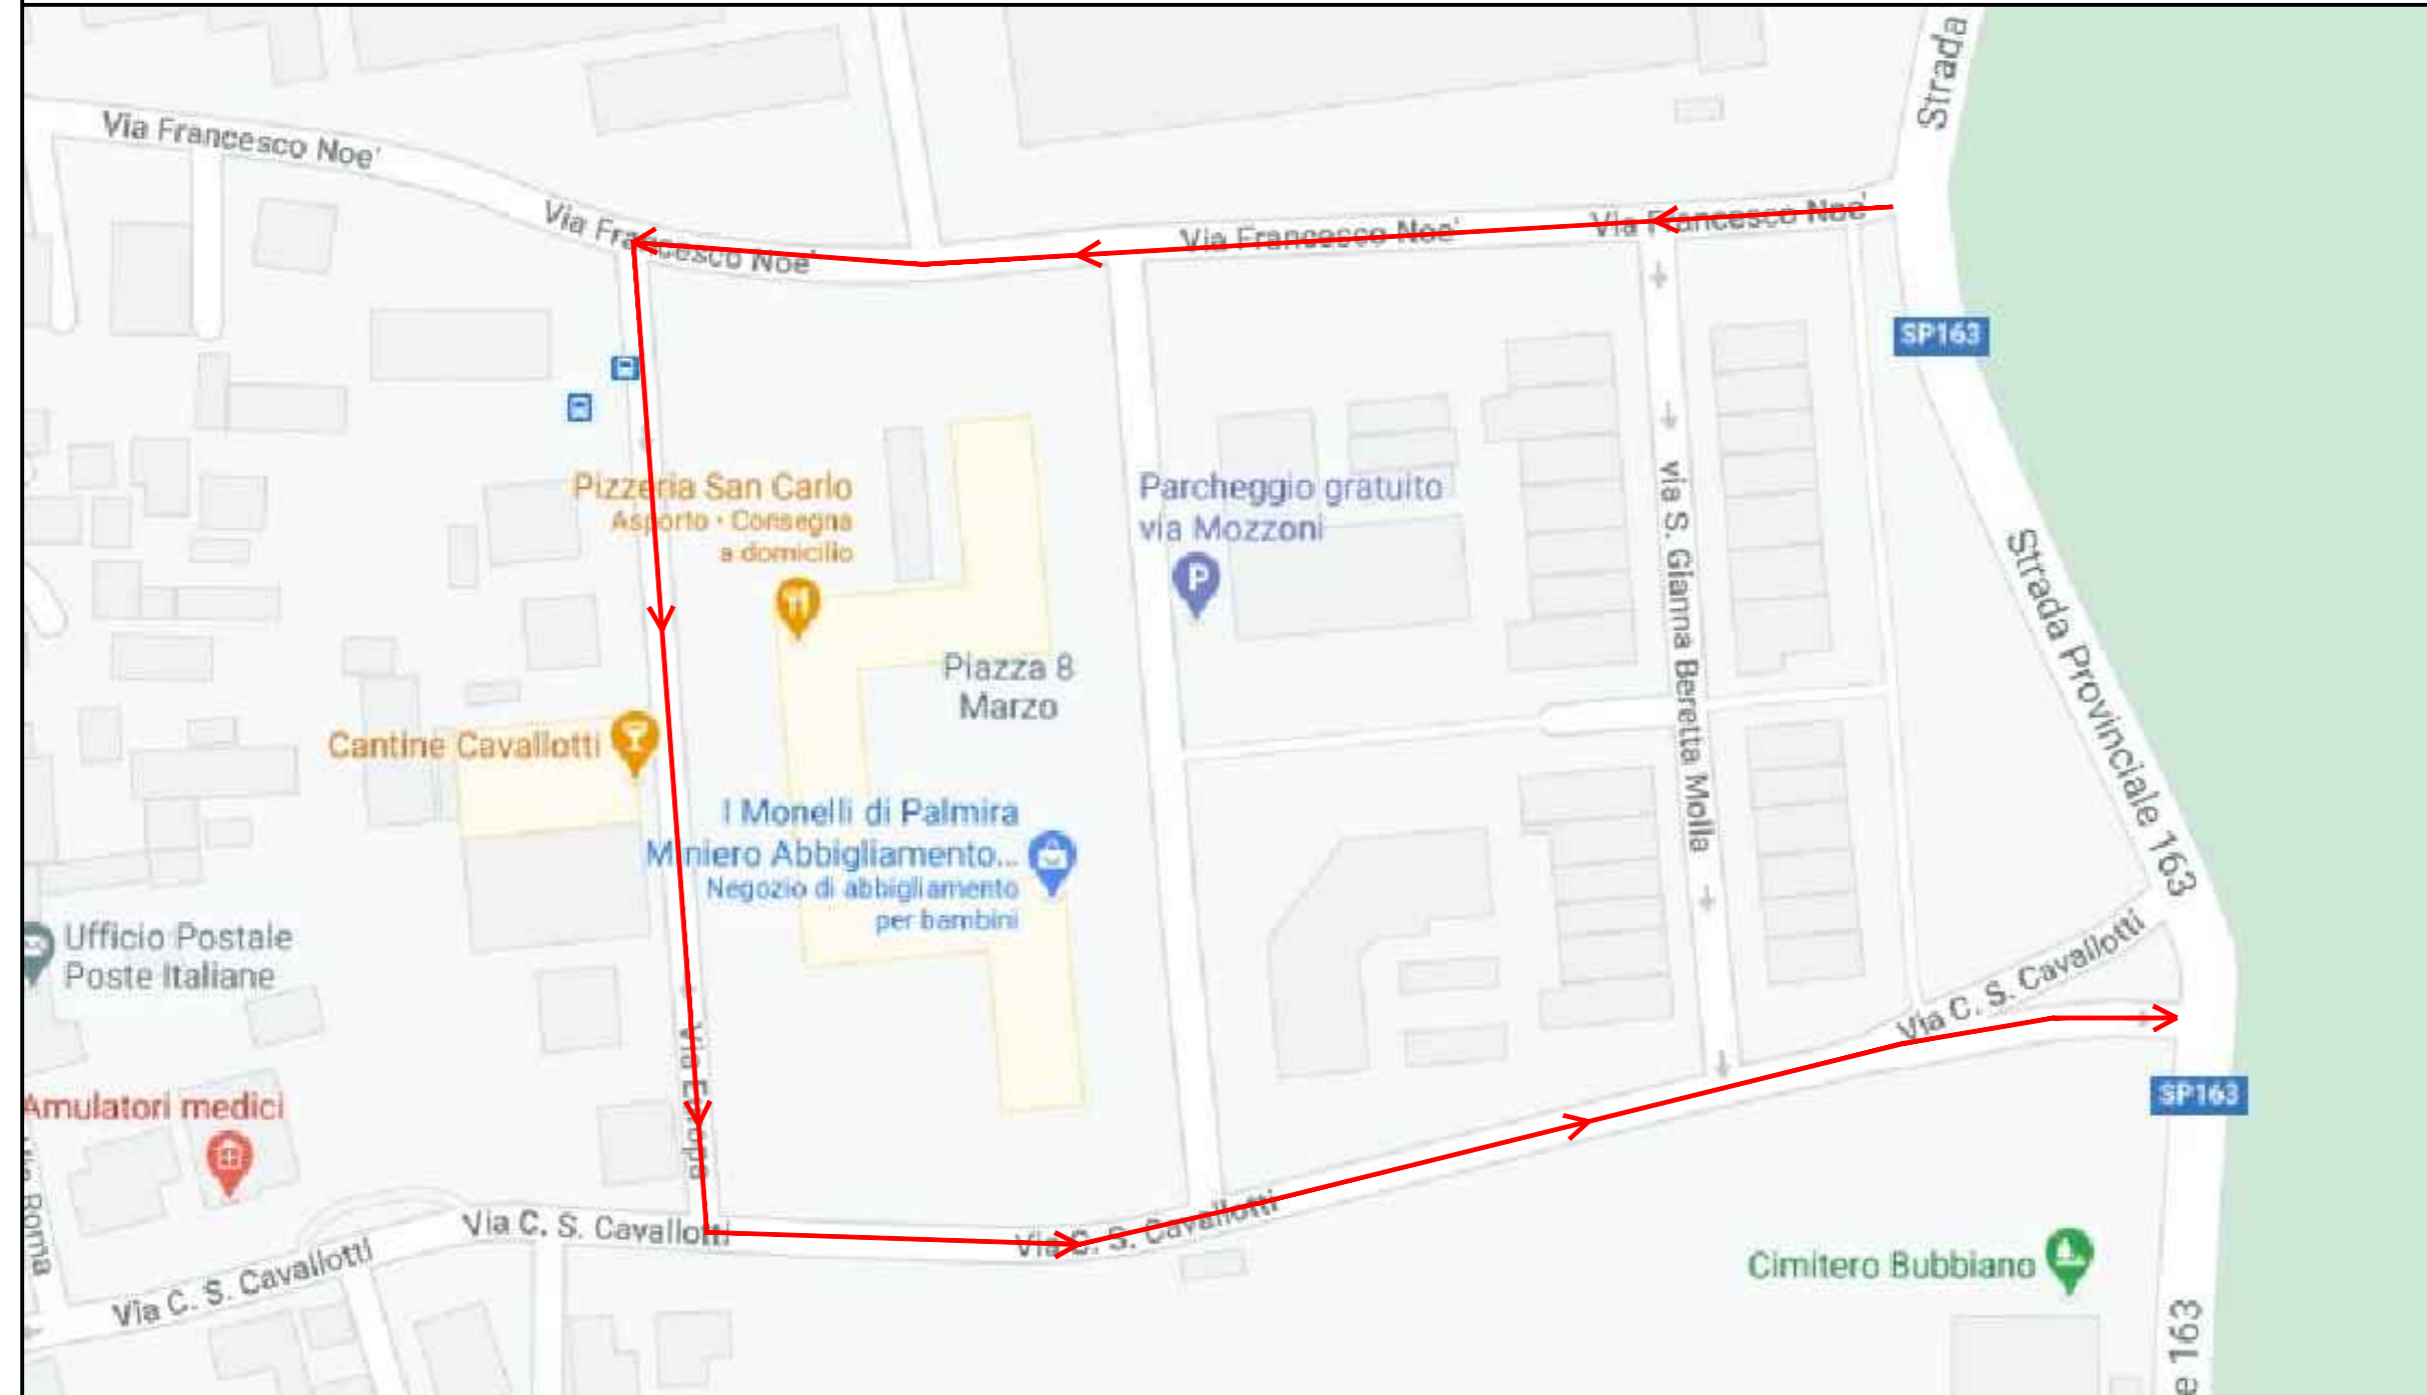 Strada
Via Francesco Noe'
Via Francesco Noe'
Via Francesco Noe'
Via Francesco Noe'
SP163
Pizzeria San Carlo
Asporto · Consegna
a domicilio
Parcheggio gratuito
via Mozzoni
P
via S. Gianna Beretta Molla
Strada Provinciale 163
Piazza 8
Marzo
Cantine Cavallotti
I Monelli di Palmira
Miniero Abbigliamento...
Negozio di abbigliamento
per bambini
Ufficio Postale
Poste Italiane
Via C. S. Cavallotti
Via Europa
Amulatori medici
SP163
Via Roma
Via C. S. Cavallotti
Via C. S. Cavallotti
Via C. S. Cavallotti
Cimitero Bubbiano
e 163